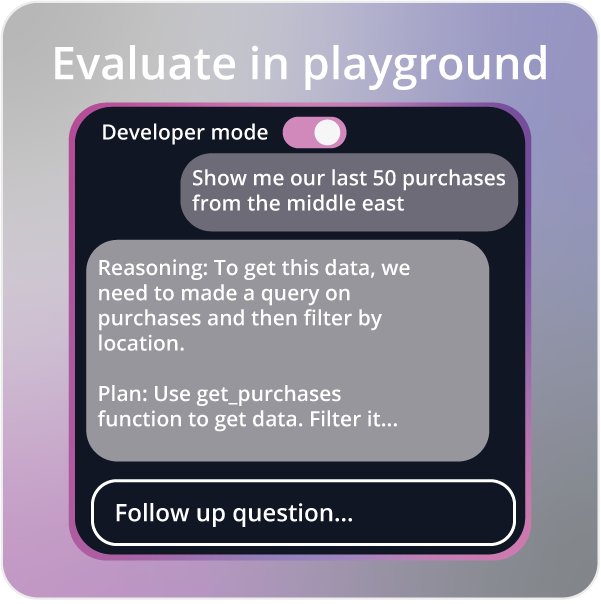 Evaluate in playground
Developer mode
Show me our last 50 purchases
from the middle east
Reasoning: To get this data, we
need to made a query on
purchases and then filter by
location.
Plan: Use get_purchases
function to get data. Filter it...
Follow up question...